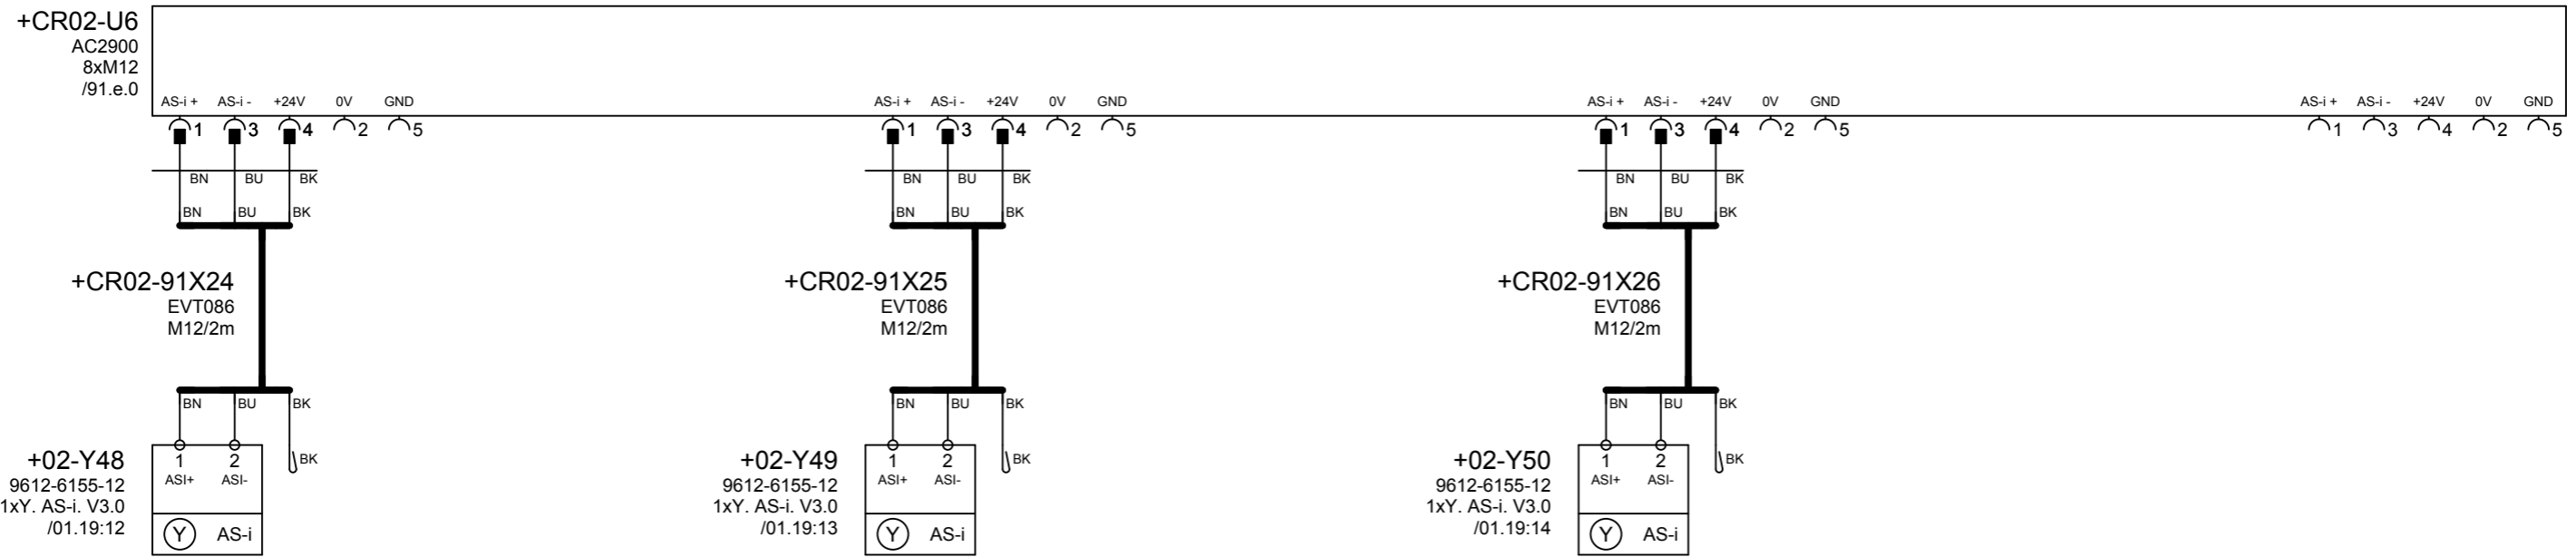 +CR02-U6
AC2900
8xM12
/91.e.0
AS-i + AS-i - +24V 0V GND
AS-i + AS-i - +24V 0V GND
AS-i + AS-i - +24V 0V GND
AS-i + AS-i - +24V 0V GND
1 3 4 2 5
1 3 4 2 5
1 3 4 2 5
1 3 4 2 5
BN BU BK
BN BU BK
BN BU BK
BN BU BK
BN BU BK
BN BU BK
+CR02-91X24
EVT086
M12/2m
+CR02-91X25
EVT086
M12/2m
+CR02-91X26
EVT086
M12/2m
BN BU BK
BN BU BK
BN BU BK
+02-Y48
9612-6155-12
1xY. AS-i. V3.0
/01.19:12
1 2 BK
ASI+ ASI-
Y AS-i
+02-Y49
9612-6155-12
1xY. AS-i. V3.0
/01.19:13
1 2 BK
ASI+ ASI-
Y AS-i
+02-Y50
9612-6155-12
1xY. AS-i. V3.0
/01.19:14
1 2 BK
ASI+ ASI-
Y AS-i